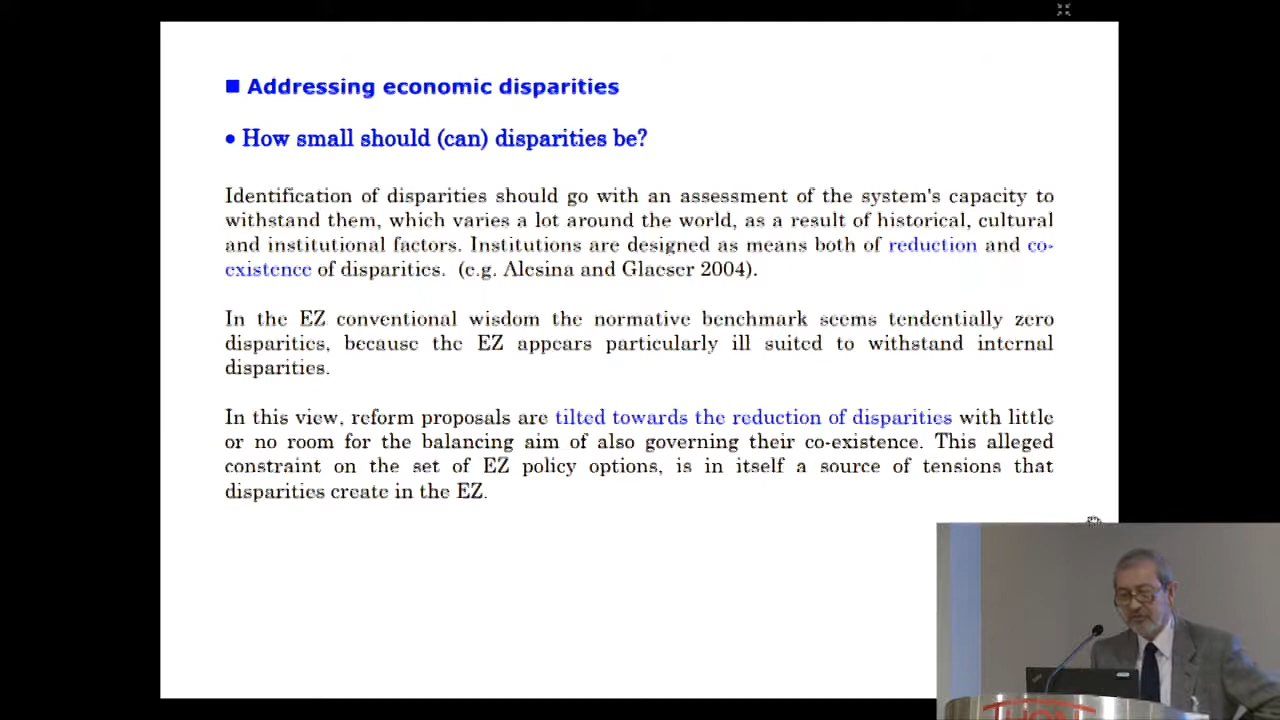 ■ Addressing economic disparities
• How small should (can) disparities be?
Identification of disparities should go with an assessment of the system's capacity to
withstand them, which varies a lot around the world, as a result of historical, cultural
and institutional factors. Institutions are designed as means both of reduction and co-
existence of disparities. (e.g. Alesina and Glaeser 2004).
In the EZ conventional wisdom the normative benchmark seems tendentially zero
disparities, because the EZ appears particularly ill suited to withstand internal
disparities.
In this view, reform proposals are tilted towards the reduction of disparities with little
or no room for the balancing aim of also governing their co-existence. This alleged
constraint on the set of EZ policy options, is in itself a source of tensions that
disparities create in the EZ.
THON